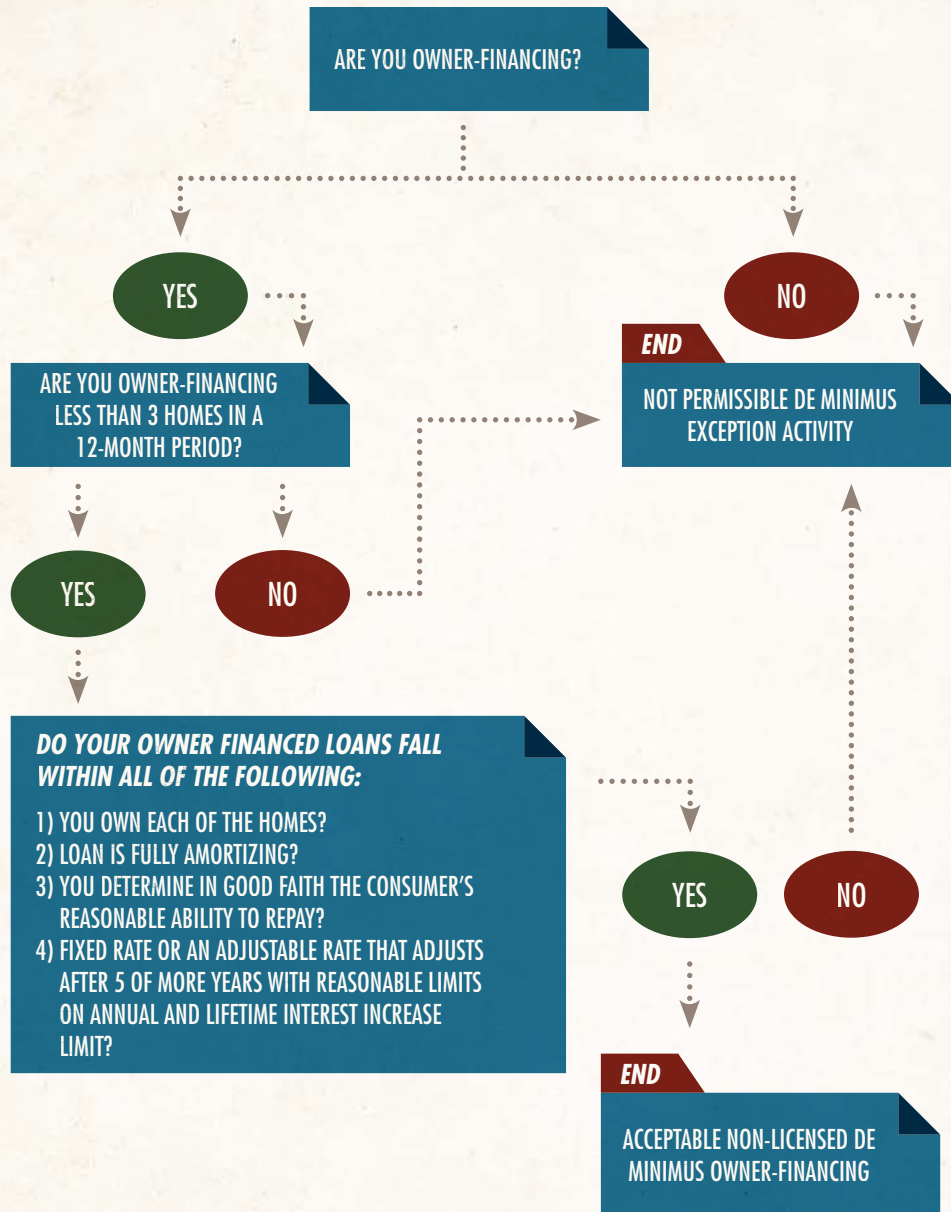 ARE YOU OWNER-FINANCING?
YES
NO
ARE YOU OWNER-FINANCING
LESS THAN 3 HOMES IN A
12-MONTH PERIOD?
END
NOT PERMISSIBLE DE MINIMUS
EXCEPTION ACTIVITY
YES
NO
DO YOUR OWNER FINANCED LOANS FALL
WITHIN ALL OF THE FOLLOWING:
1) YOU OWN EACH OF THE HOMES?
2) LOAN IS FULLY AMORTIZING?
3) YOU DETERMINE IN GOOD FAITH THE CONSUMER'S
REASONABLE ABILITY TO REPAY?
4) FIXED RATE OR AN ADJUSTABLE RATE THAT ADJUSTS
AFTER 5 OF MORE YEARS WITH REASONABLE LIMITS
ON ANNUAL AND LIFETIME INTEREST INCREASE
LIMIT?
YES
NO
END
ACCEPTABLE NON-LICENSED DE
MINIMUS OWNER-FINANCING